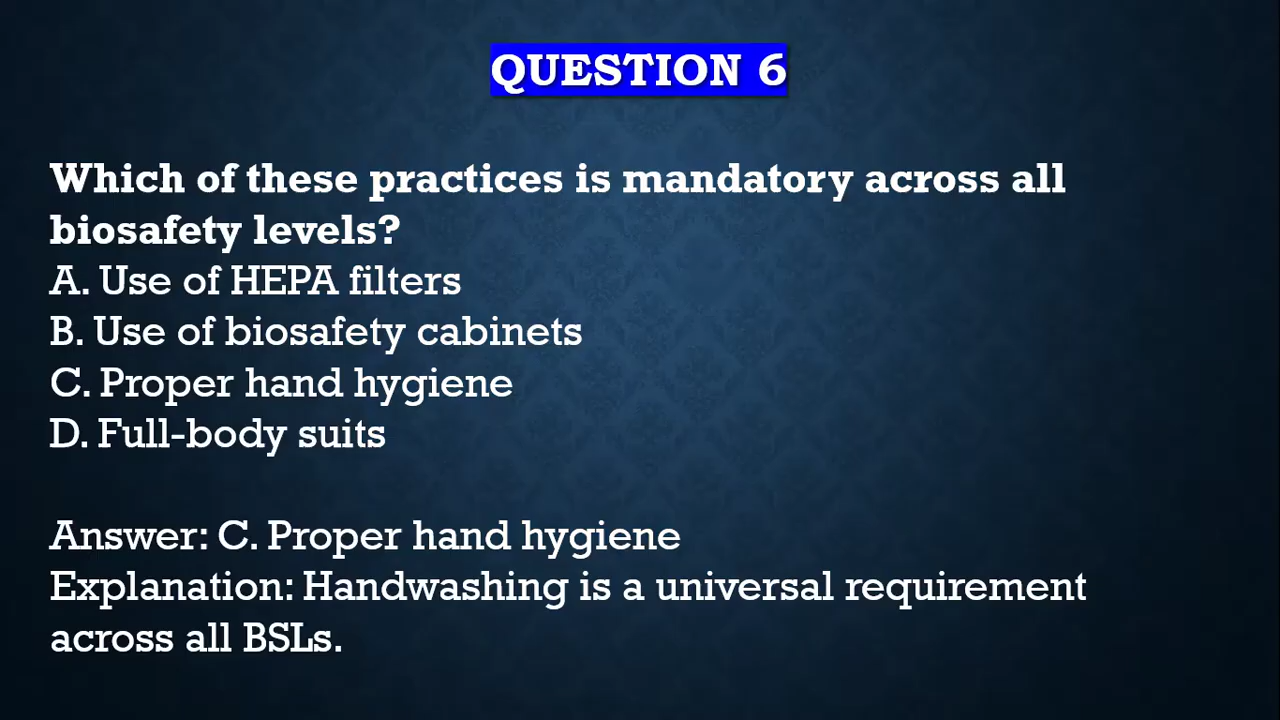 QUESTION 6
Which of these practices is mandatory across all
biosafety levels?
A. Use of HEPA filters
B. Use of biosafety cabinets
C. Proper hand hygiene
D. Full-body suits
Answer: C. Proper hand hygiene
Explanation: Handwashing is a universal requirement
across all BSLs.